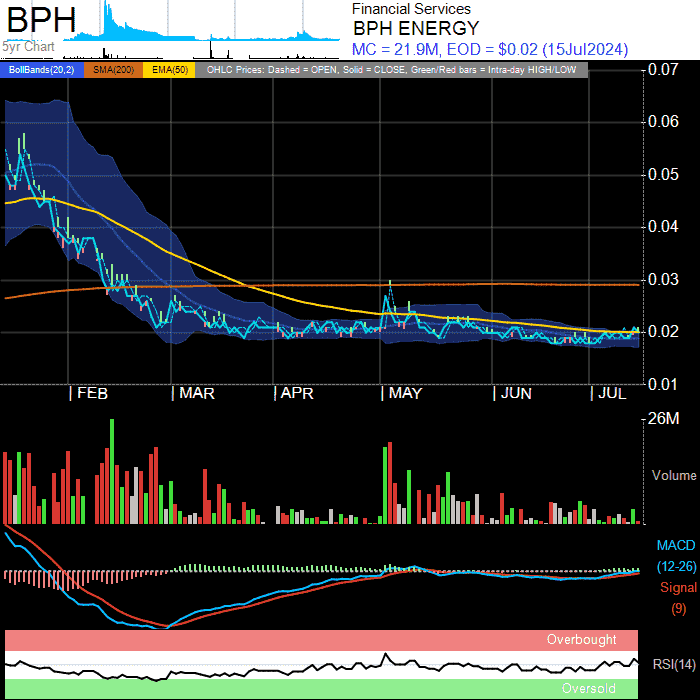 BPH
Financial Services
BPH ENERGY
5yr Chart
MC = 21.9M, EOD = $0.02 (15Jul2024)
BollBands(20,2) SMA(200) EMA(50) OHLC Prices: Dashed = OPEN, Solid = CLOSE, Green/Red bars = Intra-day HIGH/LOW
0.07
0.06
0.05
0.04
0.03
0.02
0.01
FEB MAR APR MAY JUN JUL
26M
Volume
MACD
(12-26)
Signal
(9)
Overbought
RSI(14)
Oversold